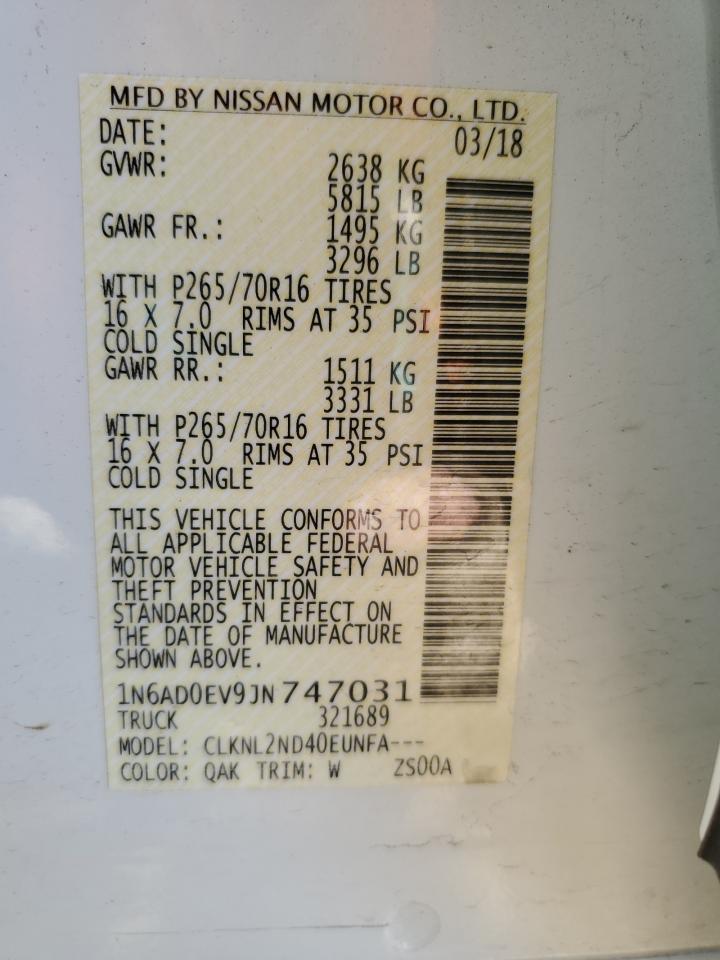 MFD BY NISSAN MOTOR CO., LTD.
DATE: 03/18
GVWR: 2638 KG
5815 LB
GAWR FR.: 1495 KG
3296 LB
WITH P265/70R16 TIRES
16 X 7.0 RIMS AT 35 PSI
COLD SINGLE
GAWR RR.: 1511 KG
3331 LB
WITH P265/70R16 TIRES
16 X 7.0 RIMS AT 35 PSI
COLD SINGLE
THIS VEHICLE CONFORMS TO
ALL APPLICABLE FEDERAL
MOTOR VEHICLE SAFETY AND
THEFT PREVENTION
STANDARDS IN EFFECT ON
THE DATE OF MANUFACTURE
SHOWN ABOVE.
1N6AD0EV9JN747031
TRUCK 321689
MODEL: CLKNL2ND40EUNFA---
COLOR: QAK TRIM: W ZS00A